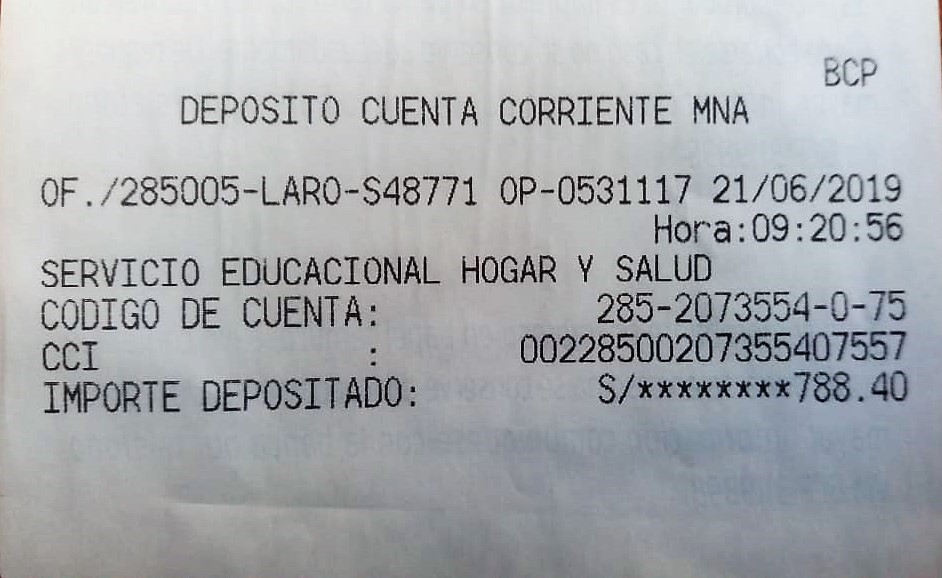 BCP
DEPOSITO CUENTA CORRIENTE MNA
OF./285005-LARO-S48771 OP-0531117 21/06/2019
Hora:09:20:56
SERVICIO EDUCACIONAL HOGAR Y SALUD
CODIGO DE CUENTA: 285-2073554-0-75
CCI : 00228500207355407557
IMPORTE DEPOSITADO: S/********788.40